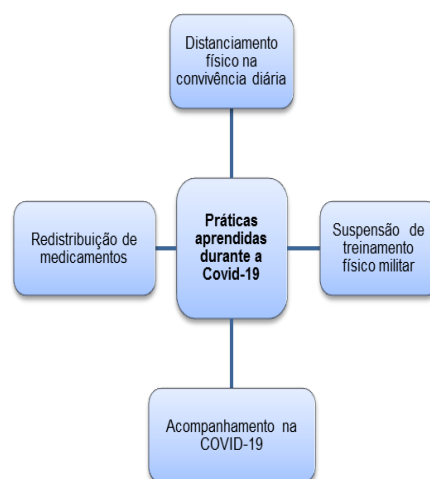 Distanciamento
físico na
convivência diária
Práticas
aprendidas
durante a
Covid-19
Redistribuição de
medicamentos
Suspensão de
treinamento
físico militar
Acompanhamento na
COVID-19